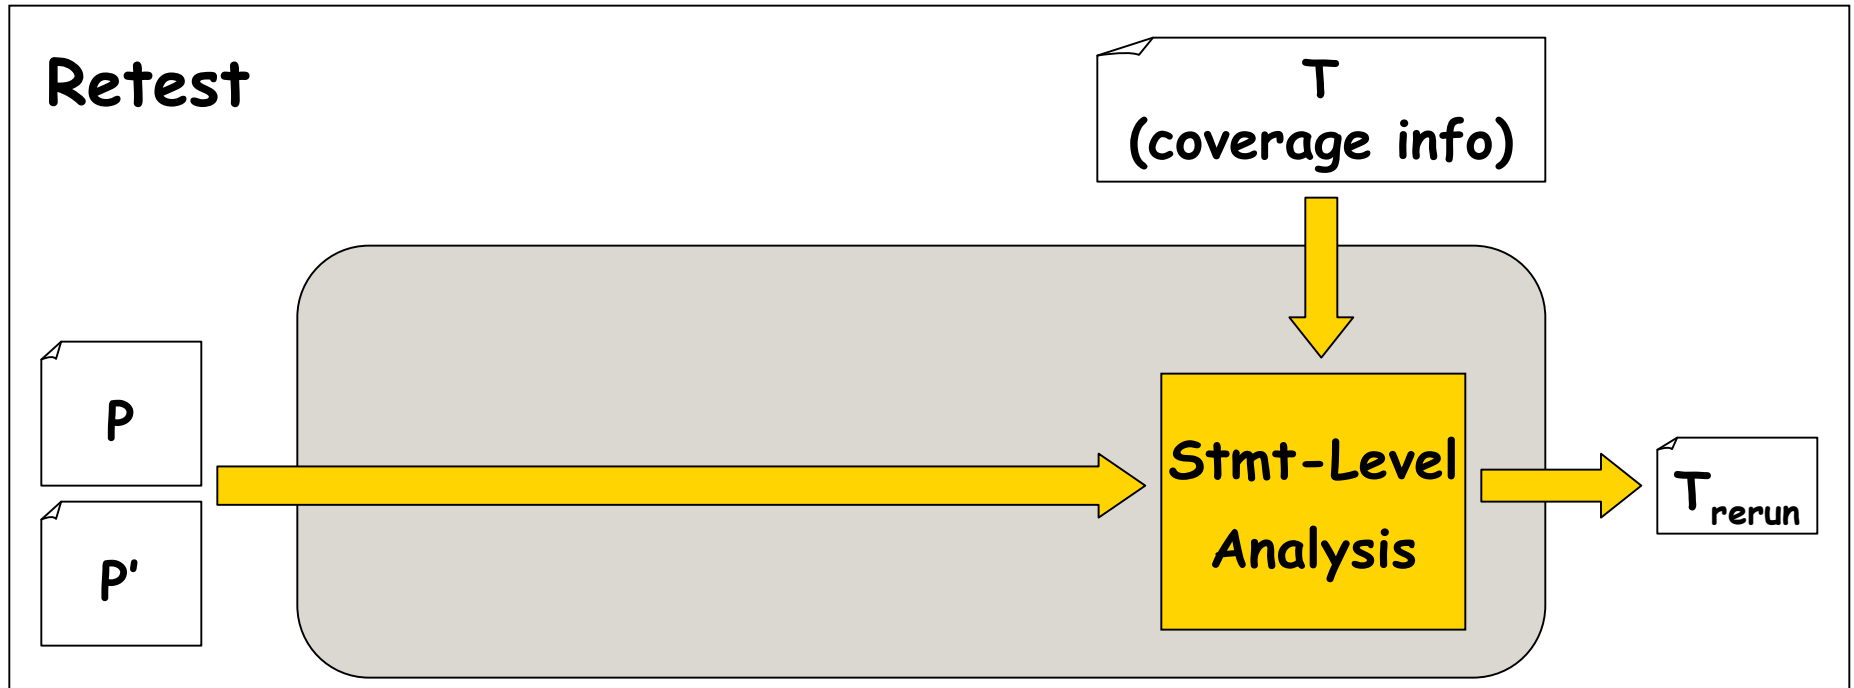 Retest
T
(coverage info)
P
P'
Stmt-Level
Analysis
Trerun